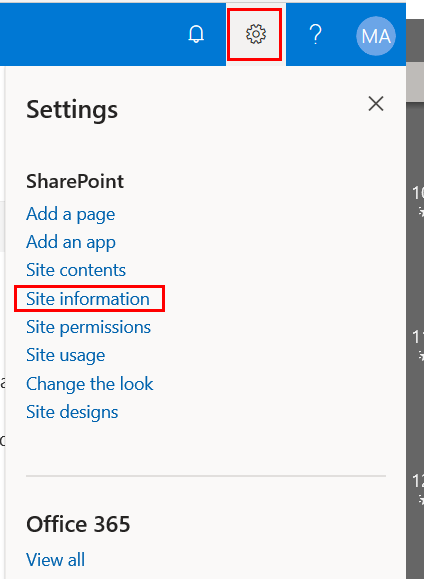 MA
Settings
SharePoint
Add a page
Add an app
Site contents
Site information
Site permissions
Site usage
Change the look
Site designs
Office 365
View all